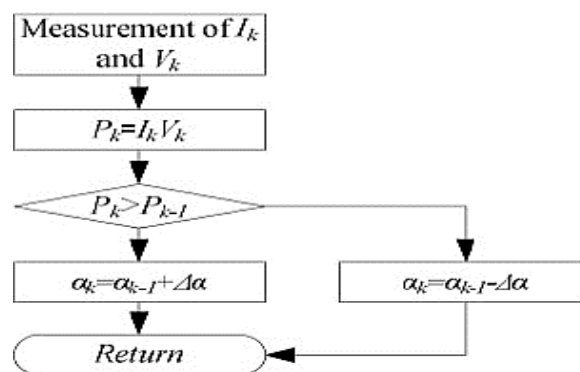 Measurement of Iₖ
and Vₖ
Pₖ=IₖVₖ
Pₖ>Pₖ₋₁
αₖ=αₖ₋₁+Δα
αₖ=αₖ₋₁-Δα
Return